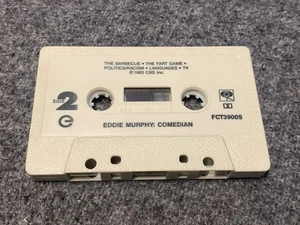 THE BARBECUE • THE FART GAME •
POLITICS/RACISM • LANGUAGES • TV
℗ 1983 CBS Inc.
SIDE 2
FCT39005
EDDIE MURPHY: COMEDIAN